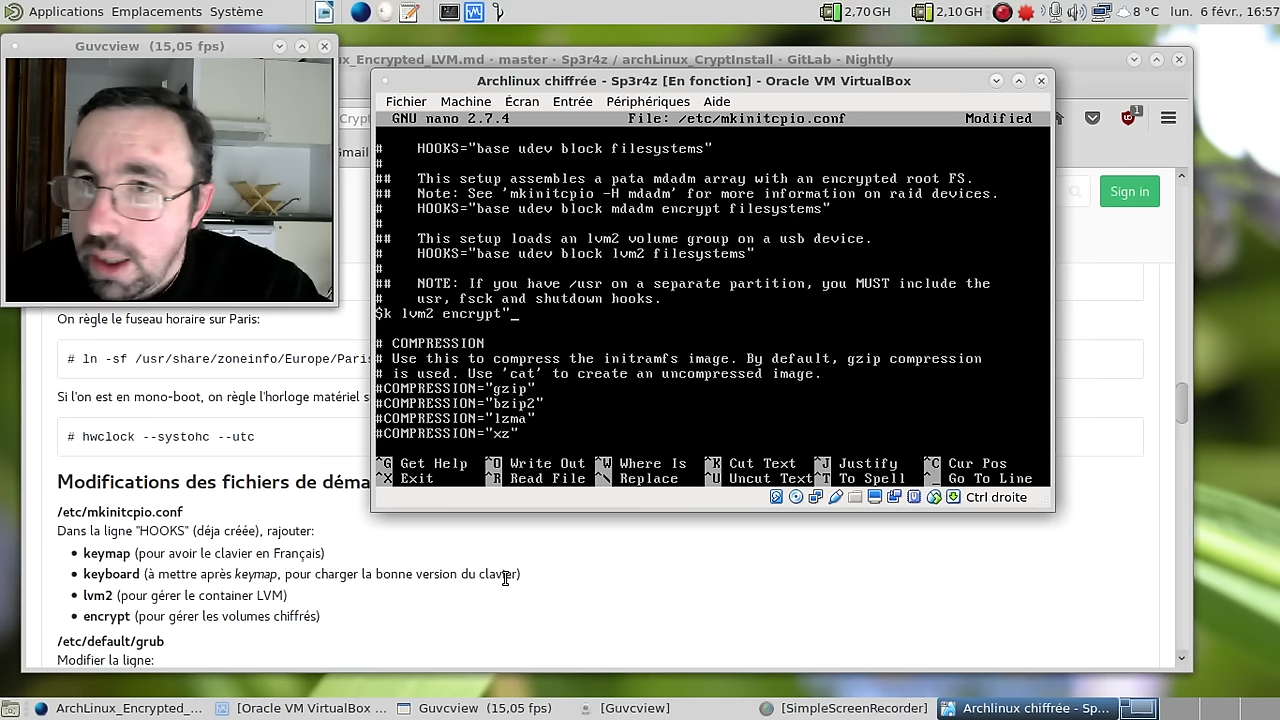 Applications Emplacements Système
2,70 GH
2,10 GH
8 °C lun. 6 févr., 16:57
Guvcview (15,05 fps)
x_Encrypted_LVM.md · master · Sp3r4z / archLinux_CryptInstall · GitLab - Nightly
Archlinux chiffrée - Sp3r4z [En fonction] - Oracle VM VirtualBox
Fichier Machine Écran Entrée Périphériques Aide
GNU nano 2.7.4 File: /etc/mkinitcpio.conf Modified
# HOOKS="base udev block filesystems"
#
## This setup assembles a pata mdadm array with an encrypted root FS.
## Note: See 'mkinitcpio -H mdadm' for more information on raid devices.
# HOOKS="base udev block mdadm encrypt filesystems"
#
## This setup loads an lvm2 volume group on a usb device.
# HOOKS="base udev block lvm2 filesystems"
#
## NOTE: If you have /usr on a separate partition, you MUST include the
# usr, fsck and shutdown hooks.
$k lvm2 encrypt"_
# COMPRESSION
# Use this to compress the initramfs image. By default, gzip compression
# is used. Use 'cat' to create an uncompressed image.
#COMPRESSION="gzip"
#COMPRESSION="bzip2"
#COMPRESSION="lzma"
#COMPRESSION="xz"
^G Get Help ^O Write Out ^W Where Is ^K Cut Text ^J Justify ^C Cur Pos
^X Exit ^R Read File ^\ Replace ^U Uncut Text ^T To Spell ^_ Go To Line
Ctrl droite
Crypt
1
mail
Sign in
On règle le fuseau horaire sur Paris:
# ln -sf /usr/share/zoneinfo/Europe/Paris
Si l'on est en mono-boot, on règle l'horloge matériel s
# hwclock --systohc --utc
Modifications des fichiers de déma
/etc/mkinitcpio.conf
Dans la ligne "HOOKS" (déja créée), rajouter:
• keymap (pour avoir le clavier en Français)
• keyboard (à mettre après keymap, pour charger la bonne version du clavier)
• lvm2 (pour gérer le container LVM)
• encrypt (pour gérer les volumes chiffrés)
/etc/default/grub
Modifier la ligne:
ArchLinux_Encrypted_... [Oracle VM VirtualBox ... Guvcview (15,05 fps) [Guvcview] [SimpleScreenRecorder] Archlinux chiffrée - Sp...